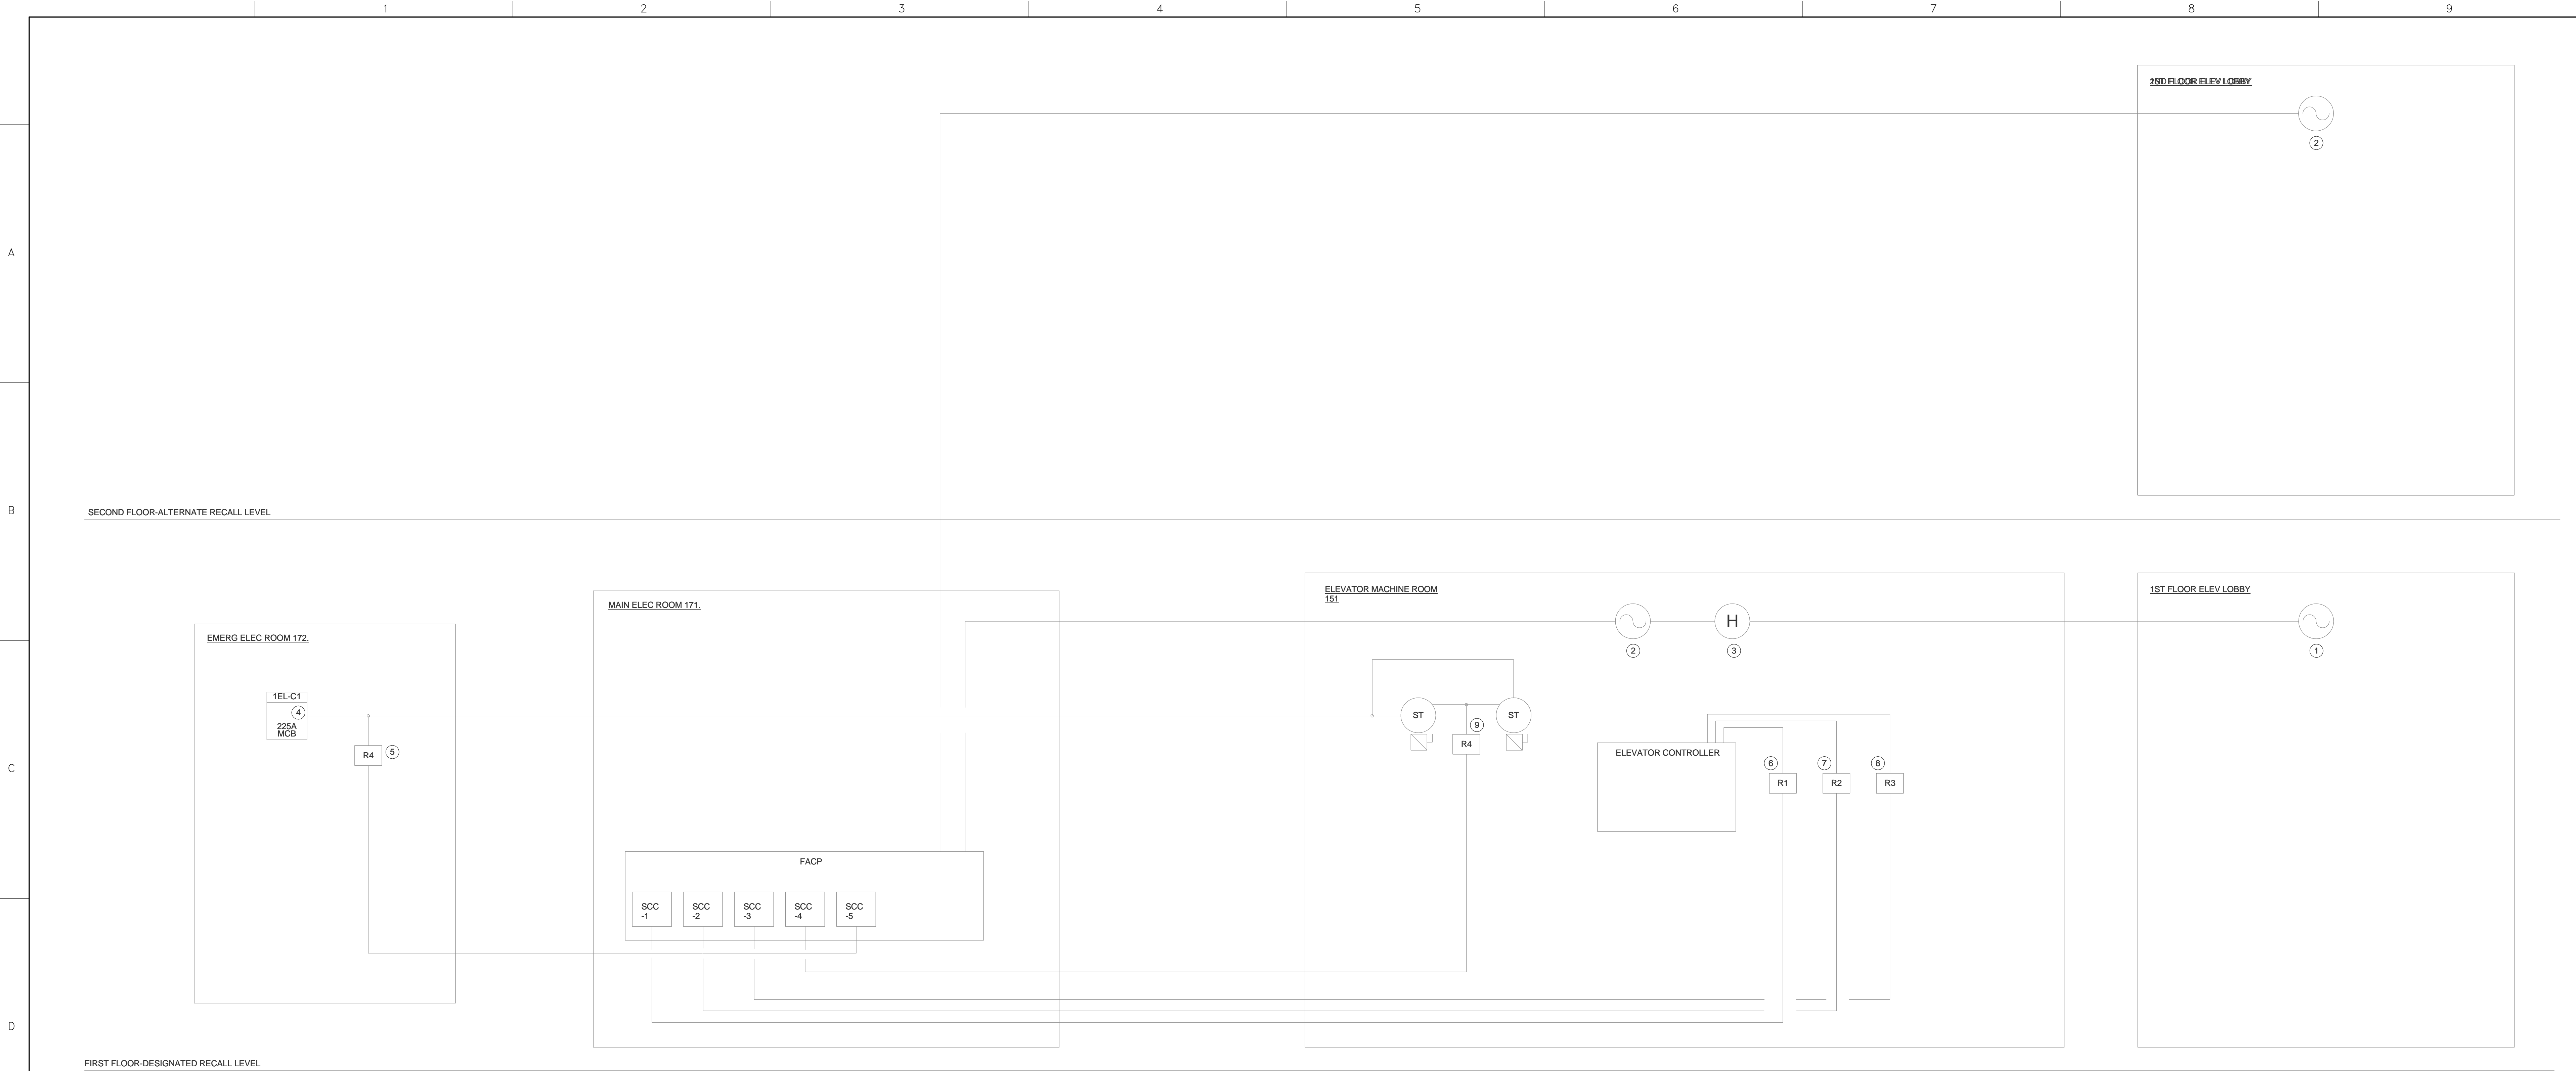 1 2 3 4 5 6 7 8 9
FLOOR ELEV LOBBY
2
A
B
SECOND FLOOR-ALTERNATE RECALL LEVEL
ELEVATOR MACHINE ROOM
151
1ST FLOOR ELEV LOBBY
MAIN ELEC ROOM 171.
EMERG ELEC ROOM 172.
H
2
3
1
1EL-C1
4
225A
MCB
R4
5
ST
ST
9
R4
ELEVATOR CONTROLLER
6
7
8
R1
R2
R3
C
FACP
SCC
-1
SCC
-2
SCC
-3
SCC
-4
SCC
-5
D
FIRST FLOOR-DESIGNATED RECALL LEVEL